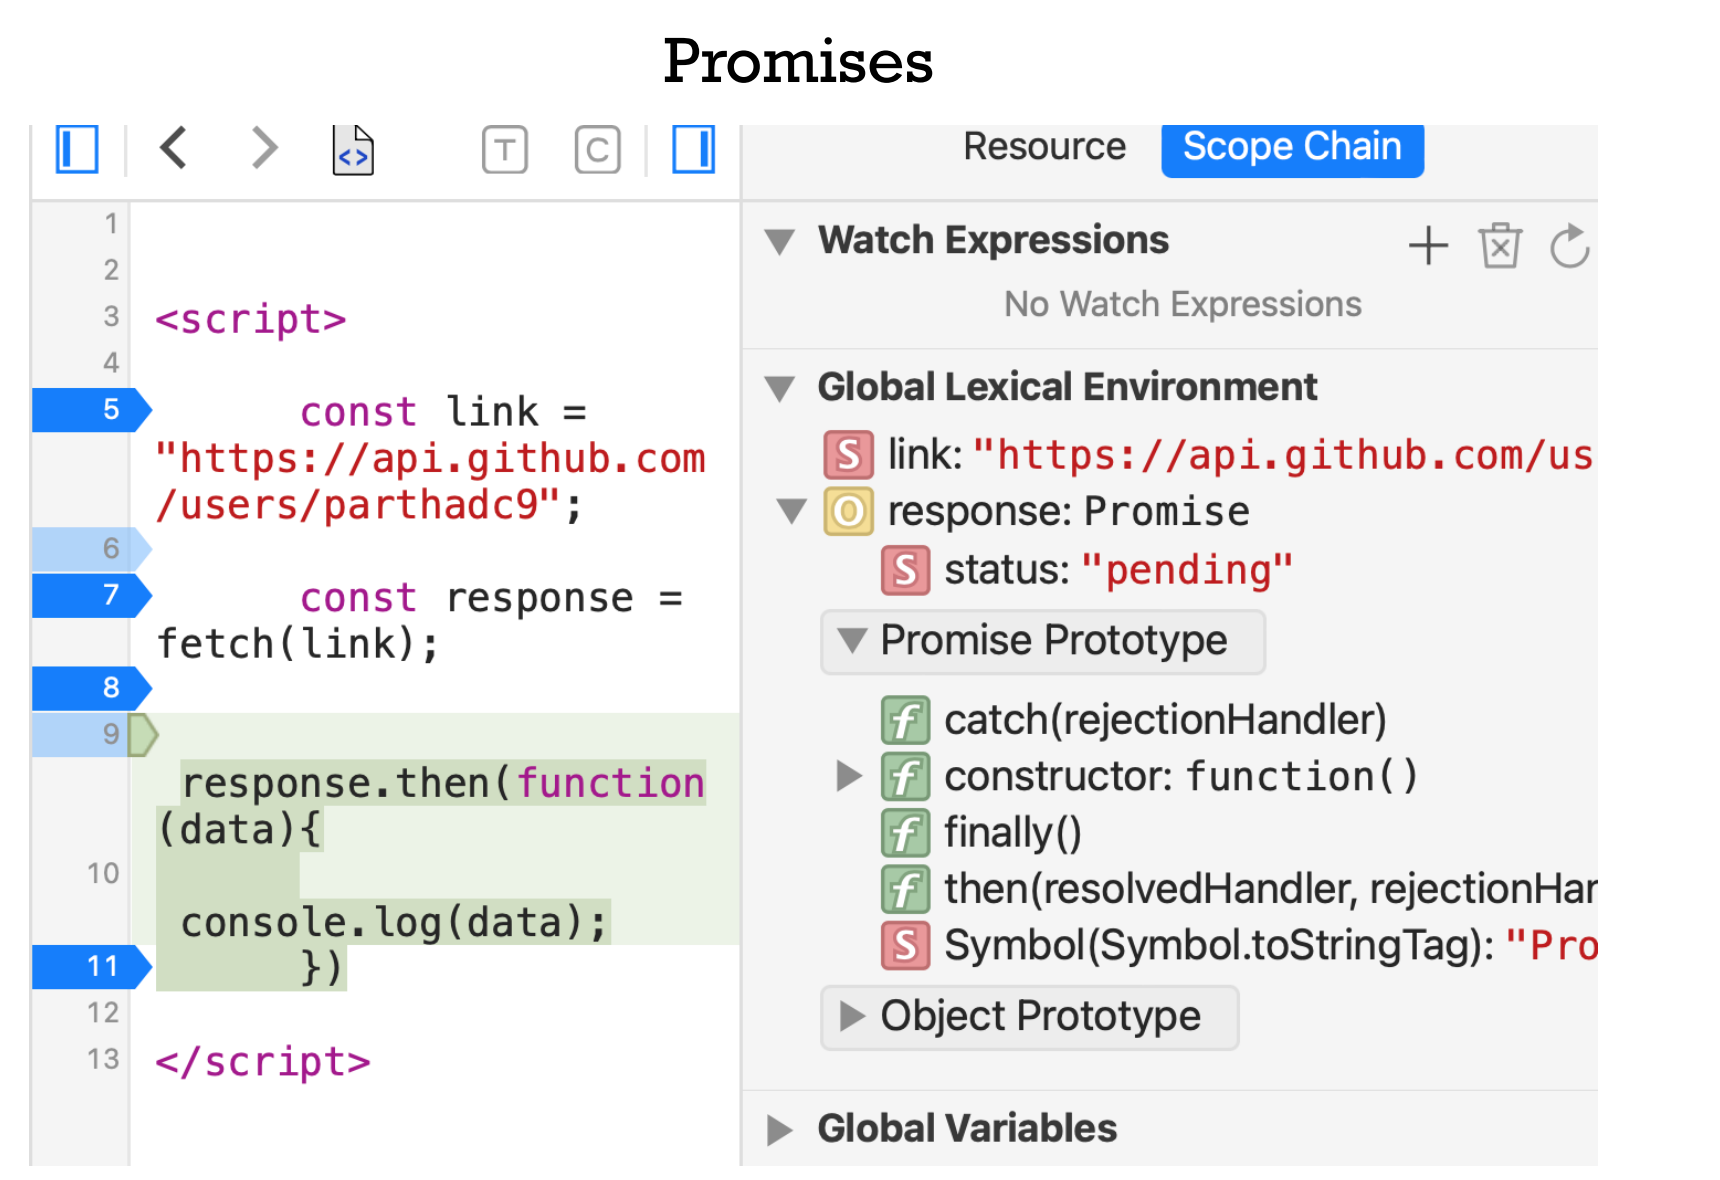 Promises
T
C
Resource
Scope Chain
1
2
3 <script>
4
5 const link =
"https://api.github.com
/users/parthadc9";
6
7 const response =
fetch(link);
8
9
response.then(function
(data){
10
console.log(data);
11 })
12
13 </script>
Watch Expressions
No Watch Expressions
Global Lexical Environment
S link: "https://api.github.com/us
O response: Promise
S status: "pending"
Promise Prototype
f catch(rejectionHandler)
f constructor: function()
f finally()
f then(resolvedHandler, rejectionHar
S Symbol(Symbol.toStringTag): "Pro
Object Prototype
Global Variables